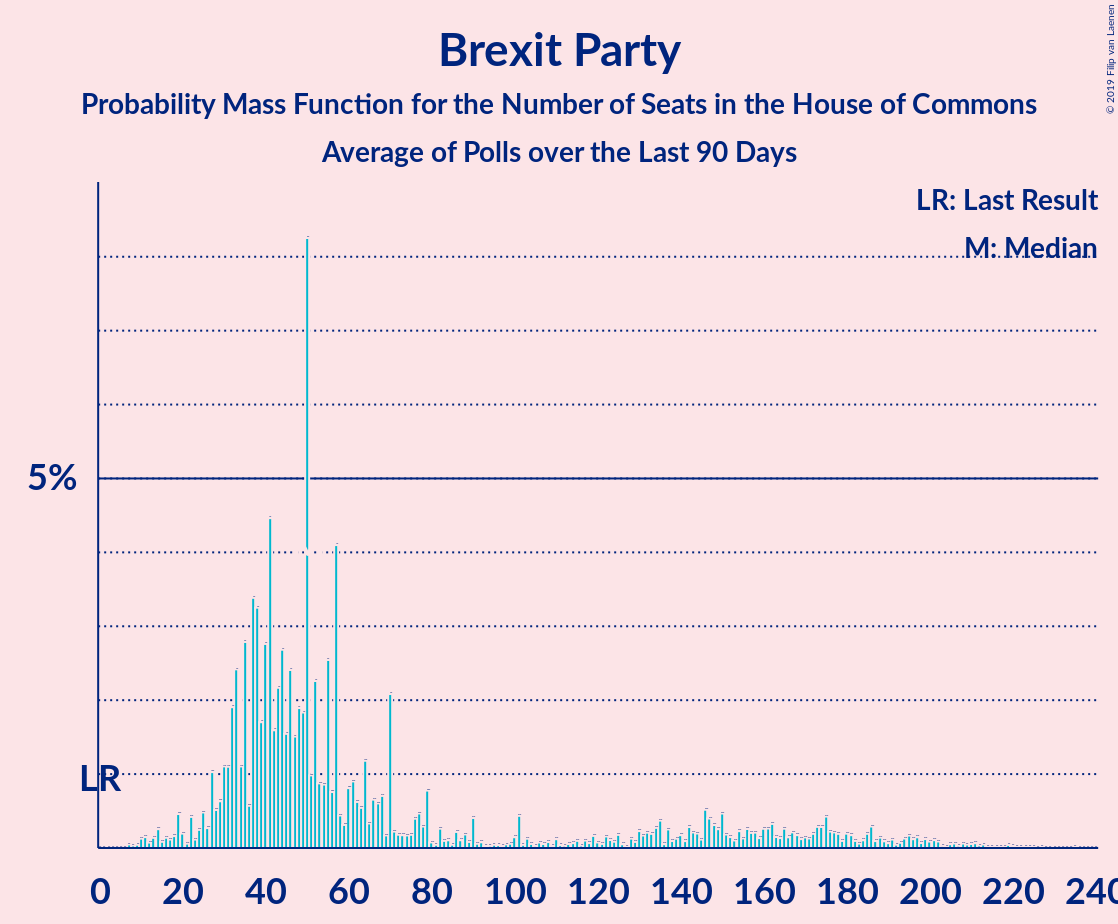 Brexit Party
Probability Mass Function for the Number of Seats in the House of Commons
Average of Polls over the Last 90 Days
© 2019 Filip van Laenen
LR: Last Result
M: Median
5%
LR
0 20 40 60 80 100 120 140 160 180 200 220 240